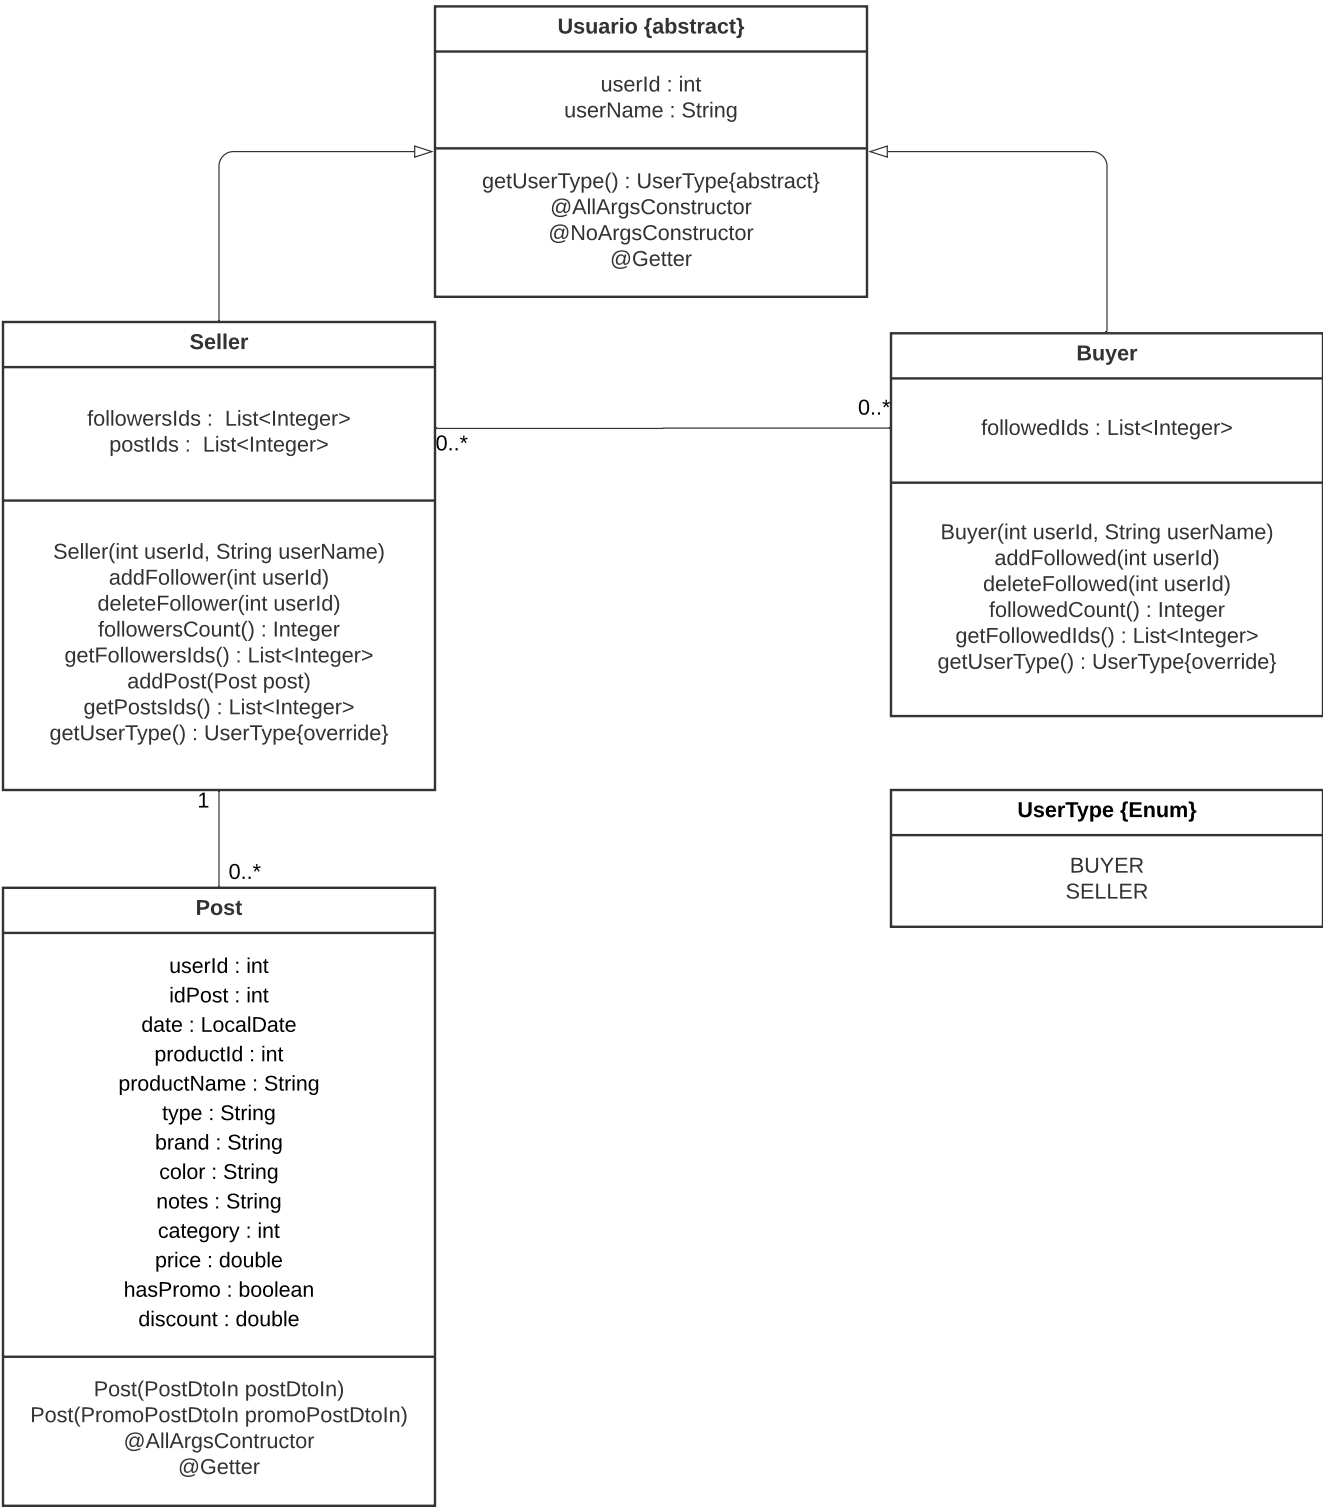 Usuario {abstract}
userId : int
userName : String
getUserType() : UserType{abstract}
@AllArgsConstructor
@NoArgsConstructor
@Getter
Seller
followersIds :  List<Integer>
postIds :  List<Integer>
Seller(int userId, String userName)
addFollower(int userId)
deleteFollower(int userId)
followersCount() : Integer
getFollowersIds() : List<Integer>
addPost(Post post)
getPostsIds() : List<Integer>
getUserType() : UserType{override}
0..*
0..*
Buyer
followedIds : List<Integer>
Buyer(int userId, String userName)
addFollowed(int userId)
deleteFollowed(int userId)
followedCount() : Integer
getFollowedIds() : List<Integer>
getUserType() : UserType{override}
UserType {Enum}
BUYER
SELLER
1
0..*
Post
userId : int
idPost : int
date : LocalDate
productId : int
productName : String
type : String
brand : String
color : String
notes : String
category : int
price : double
hasPromo : boolean
discount : double
Post(PostDtoIn postDtoIn)
Post(PromoPostDtoIn promoPostDtoIn)
@AllArgsContructor
@Getter